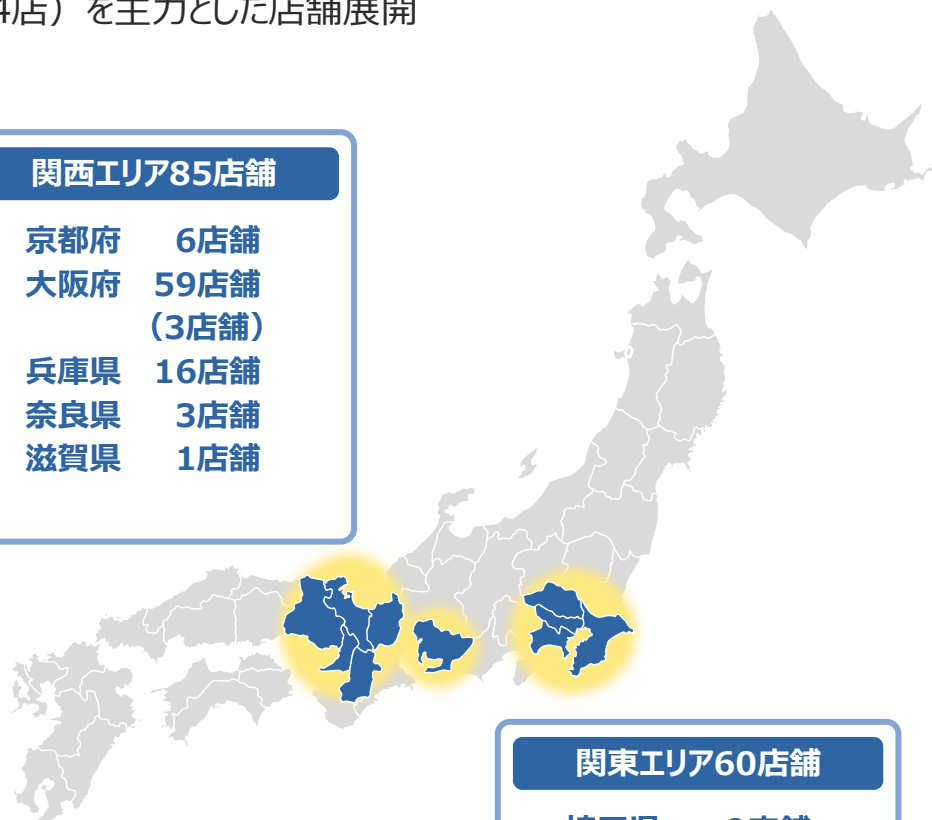 4店）を主力とした店舗展開
関西エリア85店舗
京都府 6店舗
大阪府 59店舗
（3店舗）
兵庫県 16店舗
奈良県 3店舗
滋賀県 1店舗
関東エリア60店舗